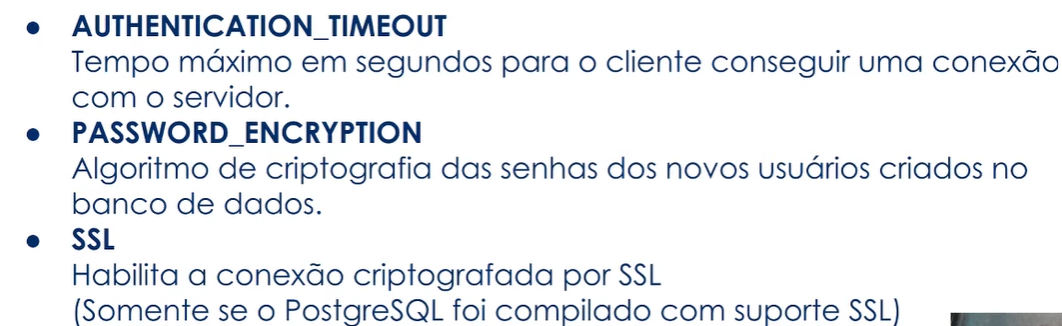 ● AUTHENTICATION_TIMEOUT
Tempo máximo em segundos para o cliente conseguir uma conexão
com o servidor.
● PASSWORD_ENCRYPTION
Algoritmo de criptografia das senhas dos novos usuários criados no
banco de dados.
● SSL
Habilita a conexão criptografada por SSL
(Somente se o PostgreSQL foi compilado com suporte SSL)